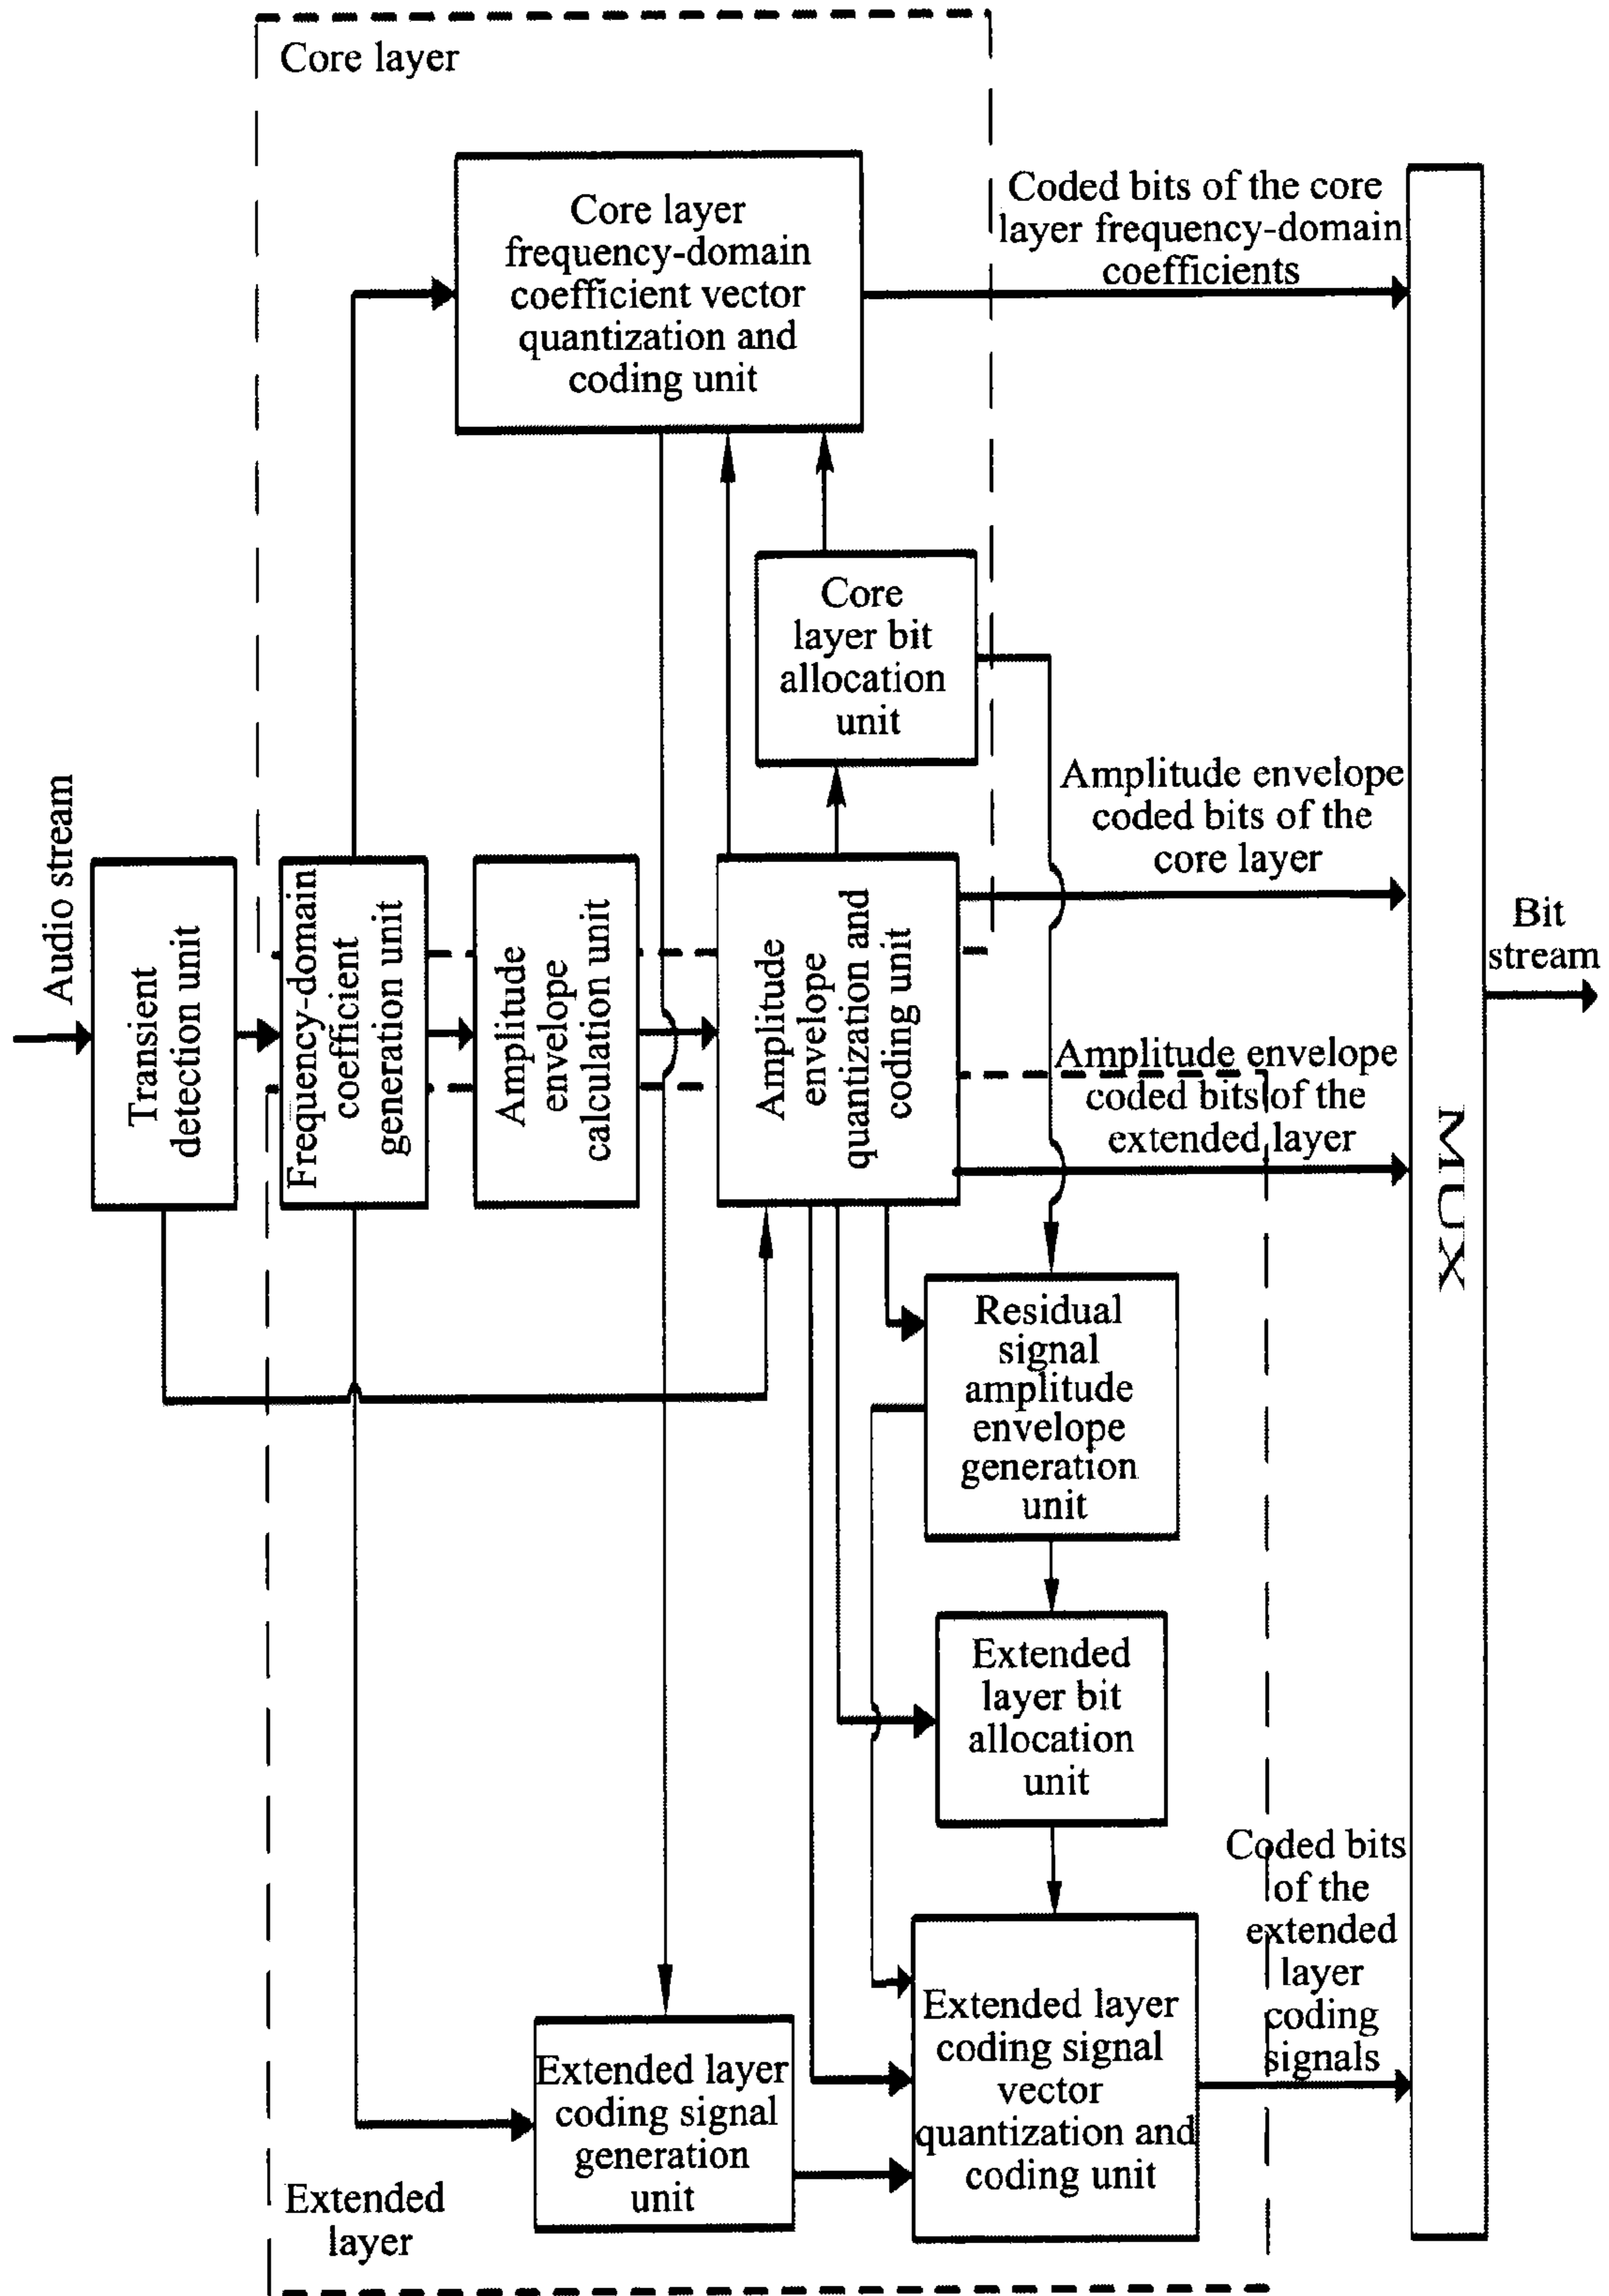 Core layer
Core layer
frequency-domain
coefficient vector
quantization and
coding unit
Coded bits of the core
layer frequency-domain
coefficients
Core
layer bit
allocation
unit
Amplitude envelope
coded bits of the
core layer
Audio stream
Transient
detection unit
Frequency-domain
coefficient
generation unit
Amplitude
envelope
calculation unit
Amplitude
envelope
quantization and
coding unit
Bit
stream
Amplitude envelope
coded bits of the
extended layer
MUX
Residual
signal
amplitude
envelope
generation
unit
Extended
layer bit
allocation
unit
Coded bits
of the
extended
layer
coding
signals
Extended layer
coding signal
vector
quantization and
coding unit
Extended layer
coding signal
generation
unit
Extended
layer